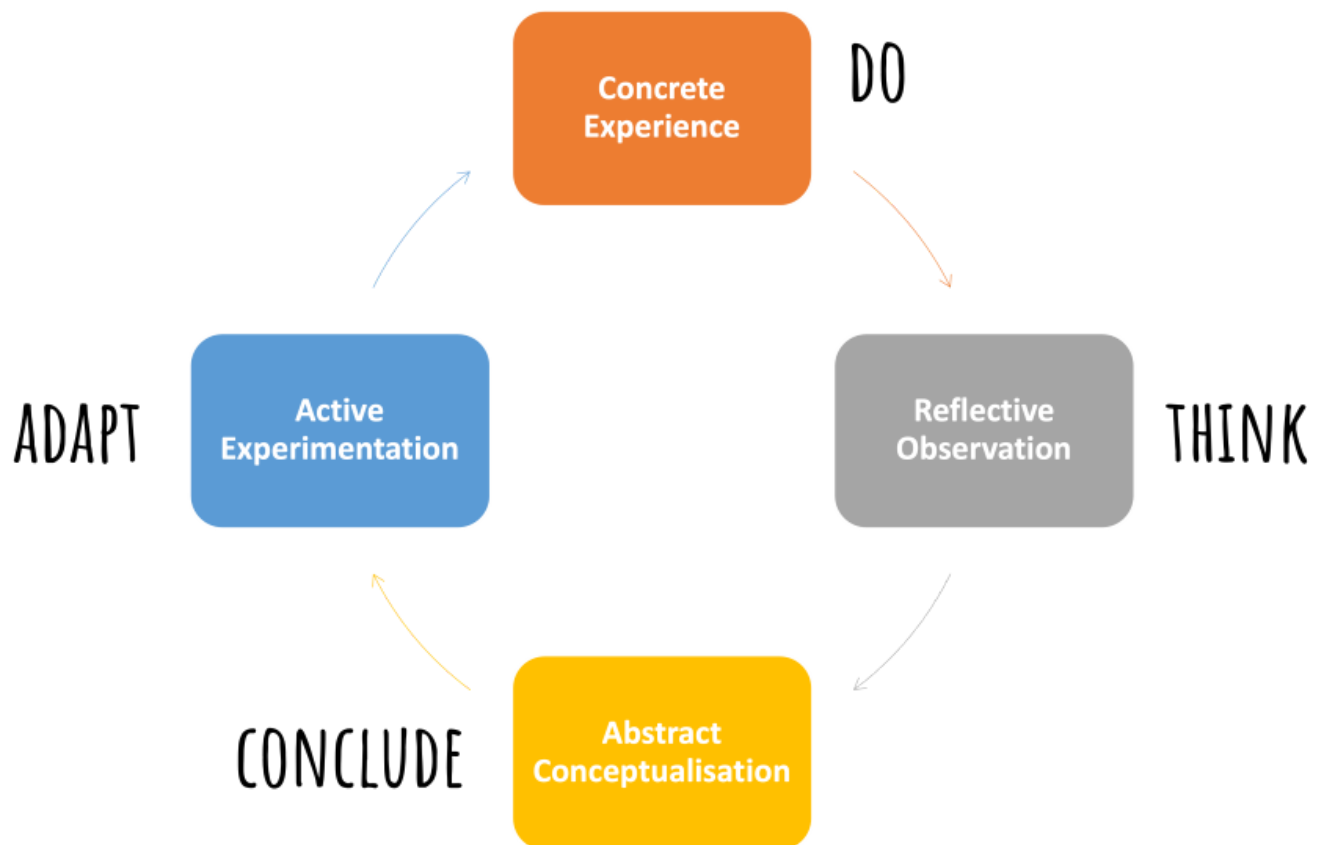 Concrete
Experience
DO
Reflective
Observation
THINK
Abstract
Conceptualisation
CONCLUDE
Active
Experimentation
ADAPT